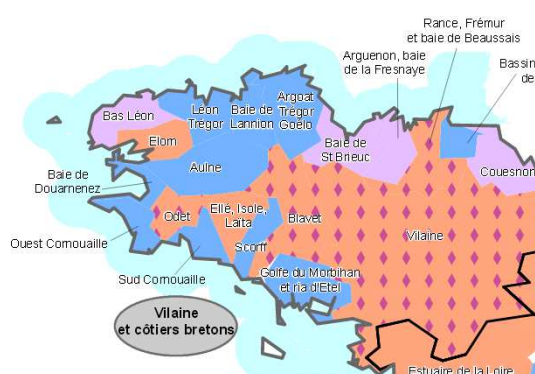 Rance, Frémur
et baie de Beaussais
Arguenon, baie
de la Fresnaye
Bassin
de
Bas Léon
Léon
Trégor
Baie de
Lannion
Argoat
Trégor
Goëlo
Elorn
Baie de
St Brieuc
Couesnon
Aulne
Baie de
Douarnenez
Odet
Ellé, Isole,
Laïta
Blavet
Vilaine
Ouest Cornouaille
Scorff
Sud Cornouaille
Golfe du Morbihan
et ria d'Etel
Vilaine
et côtiers bretons
Estuaire de la Loire